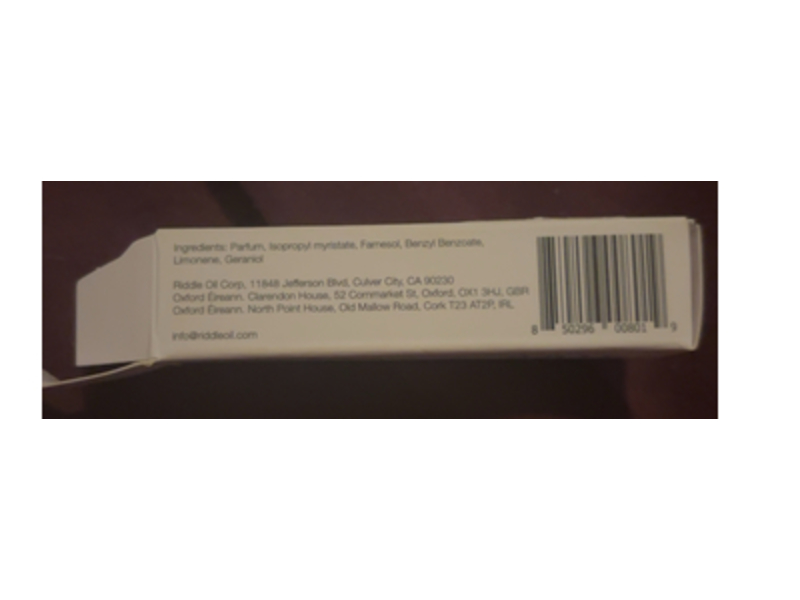 Ingredients: Parfum, Isopropyl myristate, Farnesol, Benzyl Benzoate,
Limonene, Geraniol
Riddle Oil Corp, 11848 Jefferson Blvd, Culver City, CA 90230
Oxford Éireann. Clarendon House, 52 Cornmarket St, Oxford, OX1 3HJ, GBR
Oxford Éireann. North Point House, Old Mallow Road, Cork T23 AT2P, IRL
info@riddleoil.com
8 50296 00801 9